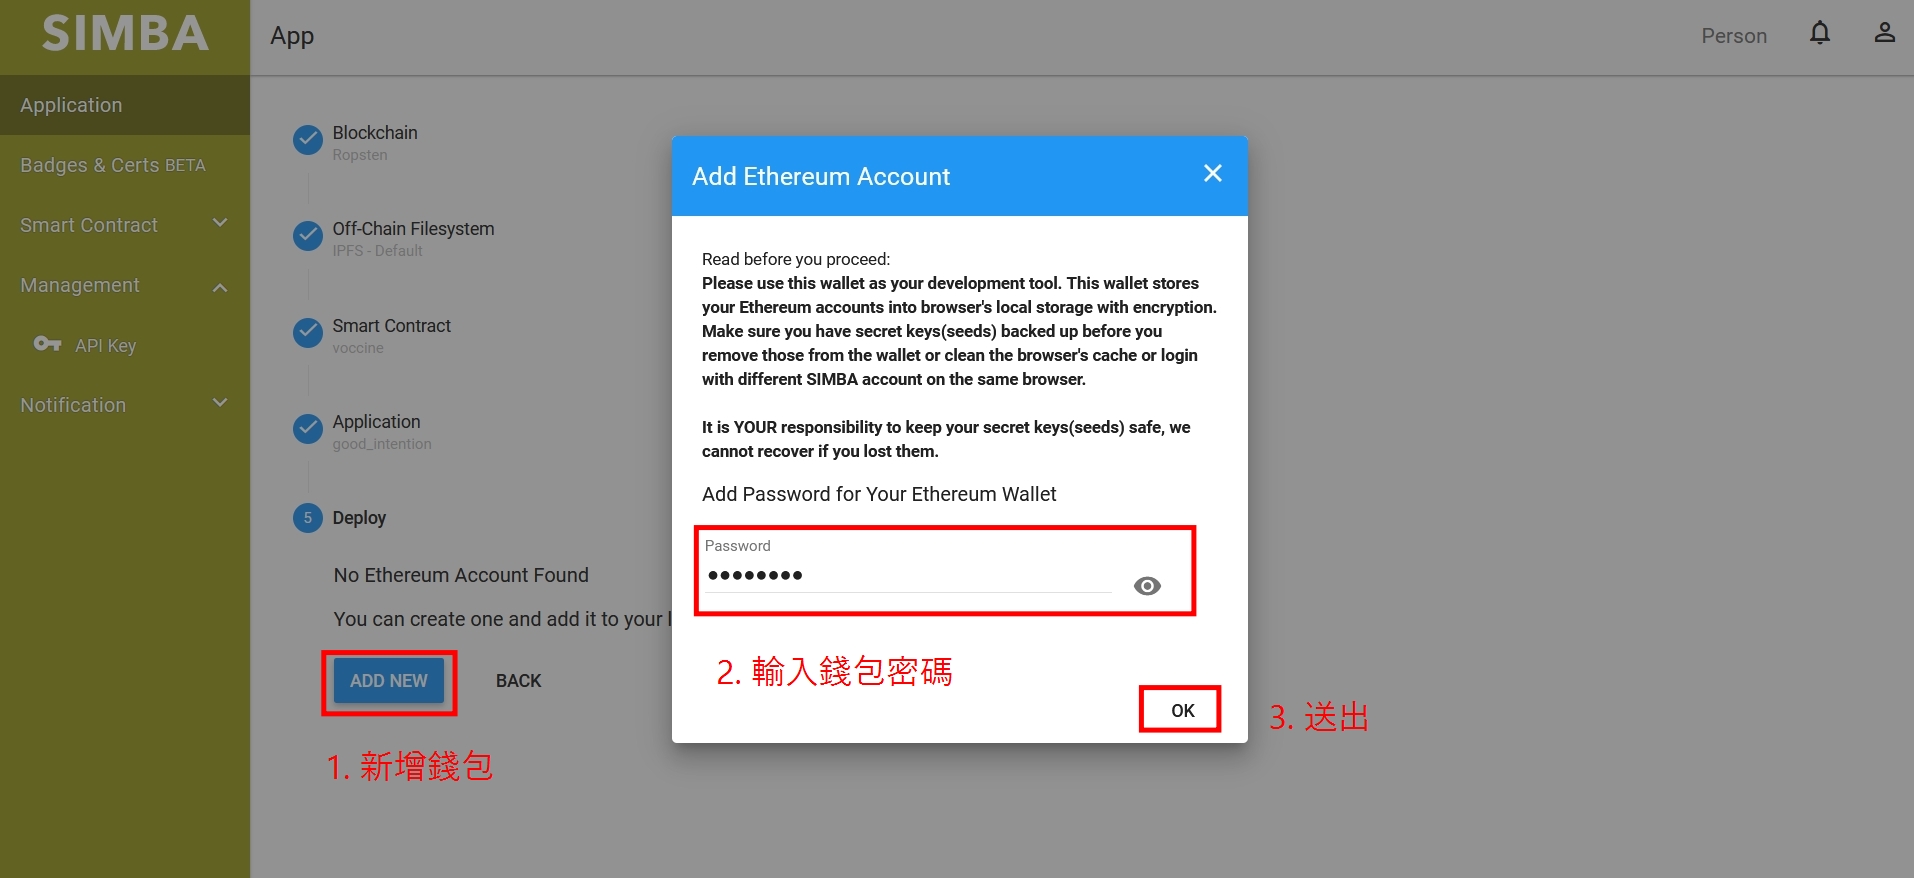 SIMBA
App
Person
Application
Badges & Certs BETA
Smart Contract
Management
API Key
Notification
Blockchain
Ropsten
Off-Chain Filesystem
IPFS - Default
Smart Contract
voccine
Application
good_intention
5 Deploy
No Ethereum Account Found
You can create one and add it to your
ADD NEW
BACK
1. 新增錢包
Add Ethereum Account
Read before you proceed:
Please use this wallet as your development tool. This wallet stores
your Ethereum accounts into browser's local storage with encryption.
Make sure you have secret keys(seeds) backed up before you
remove those from the wallet or clean the browser's cache or login
with different SIMBA account on the same browser.
It is YOUR responsibility to keep your secret keys(seeds) safe, we
cannot recover if you lost them.
Add Password for Your Ethereum Wallet
Password
2. 輸入錢包密碼
OK
3. 送出